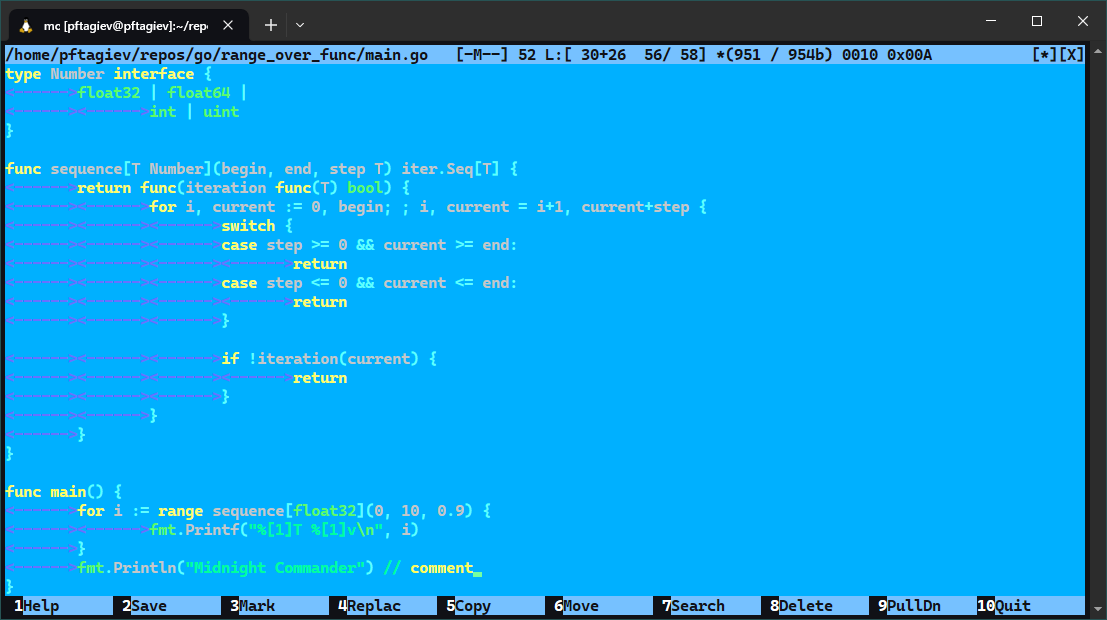 mc [pftagiev@pftagiev]:~/rep
/home/pftagiev/repos/go/range_over_func/main.go   [-M--] 52 L:[ 30+26  56/ 58] *(951 / 954b) 0010 0x00A   [*][X]
type Number interface {
<------>float32 | float64 |
<------><------>int | uint
}
func sequence[T Number](begin, end, step T) iter.Seq[T] {
<------>return func(iteration func(T) bool) {
<------><------>for i, current := 0, begin; ; i, current = i+1, current+step {
<------><------><------>switch {
<------><------><------>case step >= 0 && current >= end:
<------><------><------><------>return
<------><------><------>case step <= 0 && current <= end:
<------><------><------><------>return
<------><------><------>}
<------><------><------>if !iteration(current) {
<------><------><------><------>return
<------><------><------>}
<------><------>}
<------>}
}
func main() {
<------>for i := range sequence[float32](0, 10, 0.9) {
<------><------>fmt.Printf("%[1]T %[1]v\n", i)
<------>}
<------>fmt.Println("Midnight Commander") // comment
}
1Help 2Save 3Mark 4Replac 5Copy 6Move 7Search 8Delete 9PullDn 10Quit